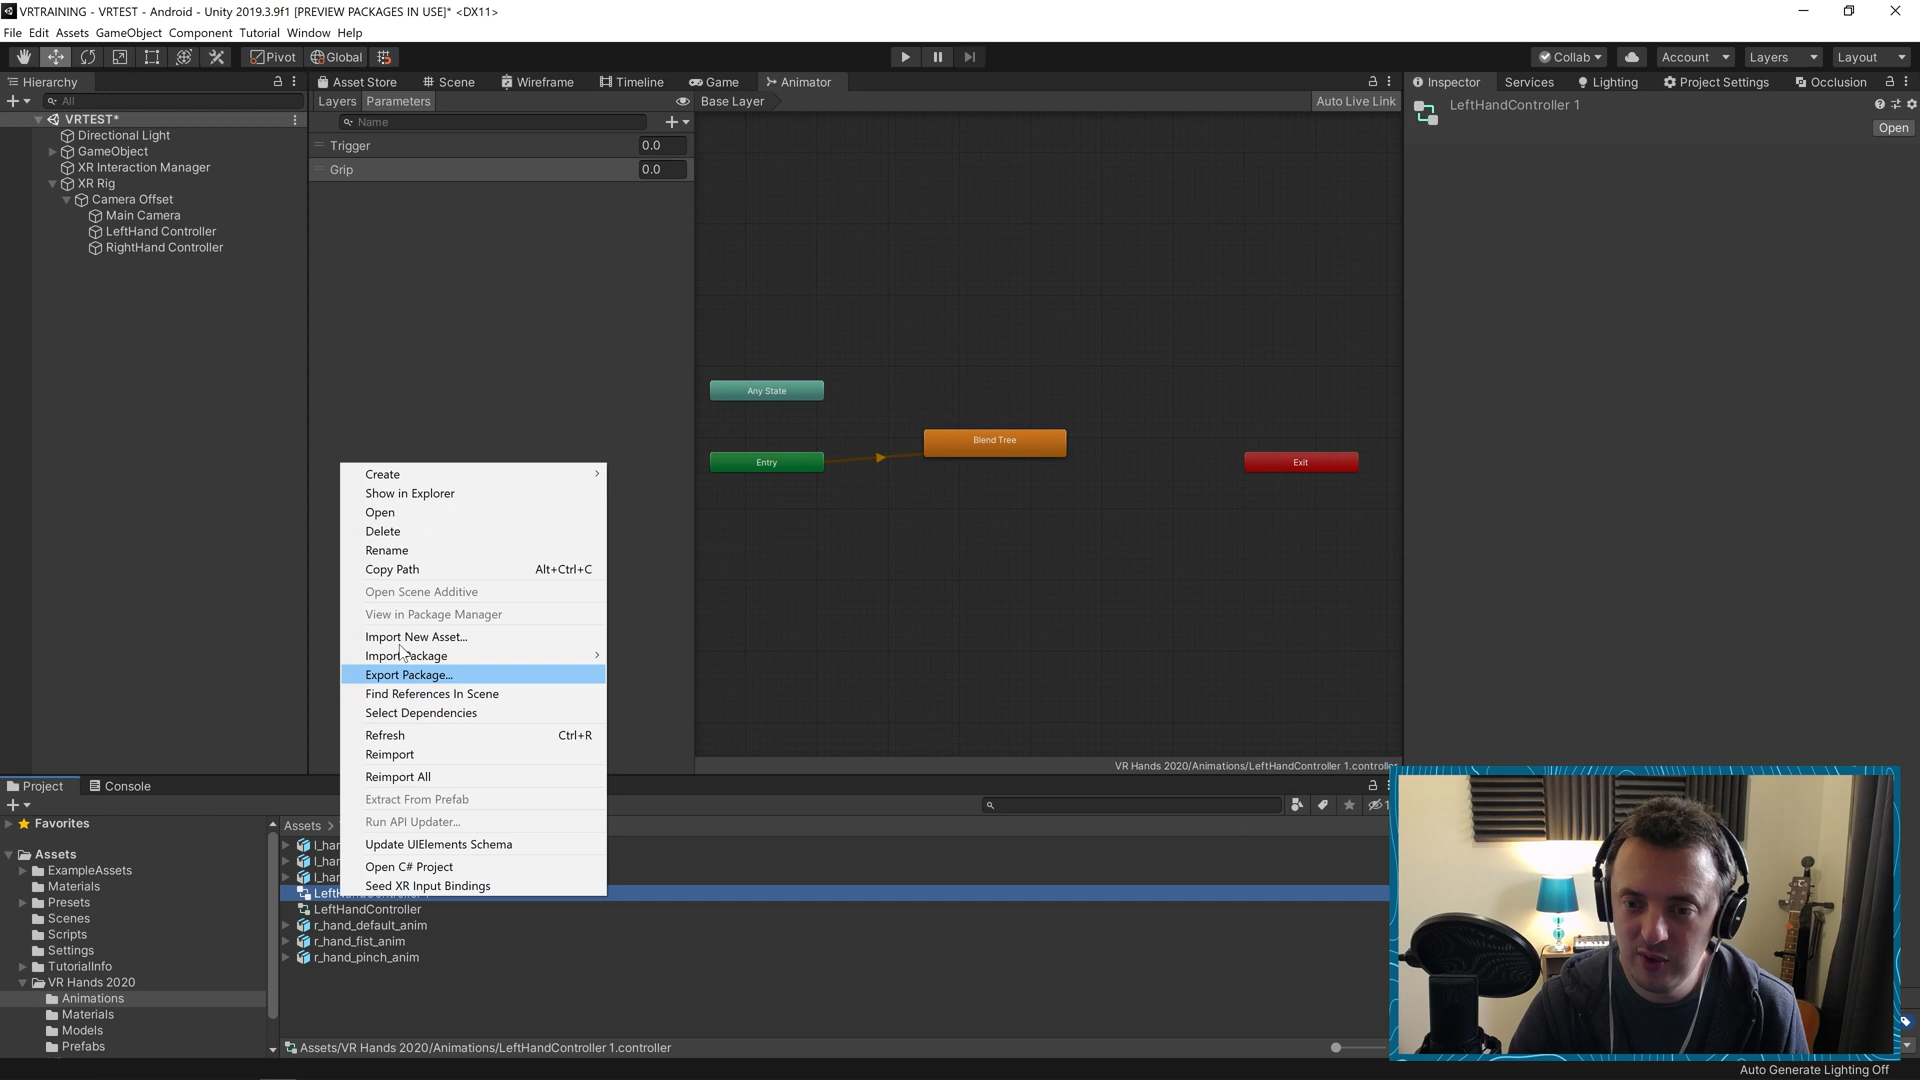 VRTRAINING - VRTEST - Android - Unity 2019.3.9f1 [PREVIEW PACKAGES IN USE]* <DX11>
File Edit Assets GameObject Component Tutorial Window Help
Pivot Global Collab Account Layers Layout
Hierarchy
All
VRTEST*
Directional Light
GameObject
XR Interaction Manager
XR Rig
Camera Offset
Main Camera
LeftHand Controller
RightHand Controller
Asset Store Scene Wireframe Timeline Game Animator
Layers Parameters
Base Layer
Auto Live Link
Name
Trigger 0.0
Grip 0.0
Any State
Entry
Blend Tree
Exit
VR Hands 2020/Animations/LeftHandController 1.controller
Inspector Services Lighting Project Settings Occlusion
LeftHandController 1
Open
Create
Show in Explorer
Open
Delete
Rename
Copy Path Alt+Ctrl+C
Open Scene Additive
View in Package Manager
Import New Asset...
Import Package
Export Package...
Find References In Scene
Select Dependencies
Refresh Ctrl+R
Reimport
Reimport All
Extract From Prefab
Run API Updater...
Update UIElements Schema
Open C# Project
Seed XR Input Bindings
Project Console
Favorites
Assets
ExampleAssets
Materials
Presets
Scenes
Scripts
Settings
TutorialInfo
VR Hands 2020
Animations
Materials
Models
Prefabs
Assets >
LeftHandController
r_hand_default_anim
r_hand_fist_anim
r_hand_pinch_anim
Assets/VR Hands 2020/Animations/LeftHandController 1.controller
Auto Generate Lighting Off